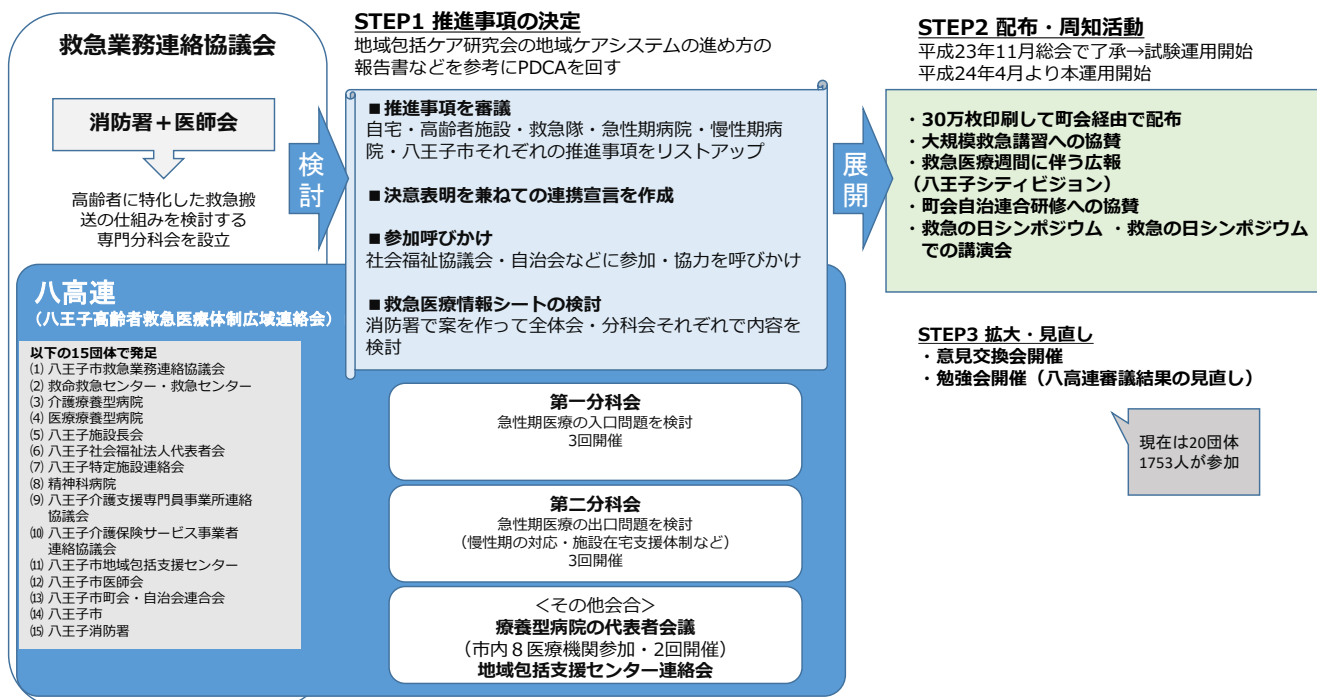 救急業務連絡協議会
消防署＋医師会
高齢者に特化した救急搬
送の仕組みを検討する
専門分科会を設立
八高連
（八王子高齢者救急医療体制広域連絡会）
以下の15団体で発足
⑴ 八王子市救急業務連絡協議会
⑵ 救命救急センター・救急センター
⑶ 介護療養型病院
⑷ 医療療養型病院
⑸ 八王子施設長会
⑹ 八王子社会福祉法人代表者会
⑺ 八王子特定施設連絡会
⑻ 精神科病院
⑼ 八王子介護支援専門員事業所連絡
協議会
⑽ 八王子介護保険サービス事業者
連絡協議会
⑾ 八王子市地域包括支援センター
⑿ 八王子市医師会
⒀ 八王子市町会・自治会連合会
⒁ 八王子市
⒂ 八王子消防署
検討
STEP1 推進事項の決定
地域包括ケア研究会の地域ケアシステムの進め方の
報告書などを参考にPDCAを回す
■推進事項を審議
自宅・高齢者施設・救急隊・急性期病院・慢性期病
院・八王子市それぞれの推進事項をリストアップ
■決意表明を兼ねての連携宣言を作成
■参加呼びかけ
社会福祉協議会・自治会などに参加・協力を呼びかけ
■救急医療情報シートの検討
消防署で案を作って全体会・分科会それぞれで内容を
検討
第一分科会
急性期医療の入口問題を検討
3回開催
第二分科会
急性期医療の出口問題を検討
（慢性期の対応・施設在宅支援体制など）
3回開催
＜その他会合＞
療養型病院の代表者会議
（市内８医療機関参加・2回開催）
地域包括支援センター連絡会
展開
STEP2 配布・周知活動
平成23年11月総会で了承→試験運用開始
平成24年4月より本運用開始
・30万枚印刷して町会経由で配布
・大規模救急講習への協賛
・救急医療週間に伴う広報
（八王子シティビジョン）
・町会自治連合研修への協賛
・救急の日シンポジウム ・救急の日シンポジウム
での講演会
STEP3 拡大・見直し
・意見交換会開催
・勉強会開催（八高連審議結果の見直し）
現在は20団体
1753人が参加